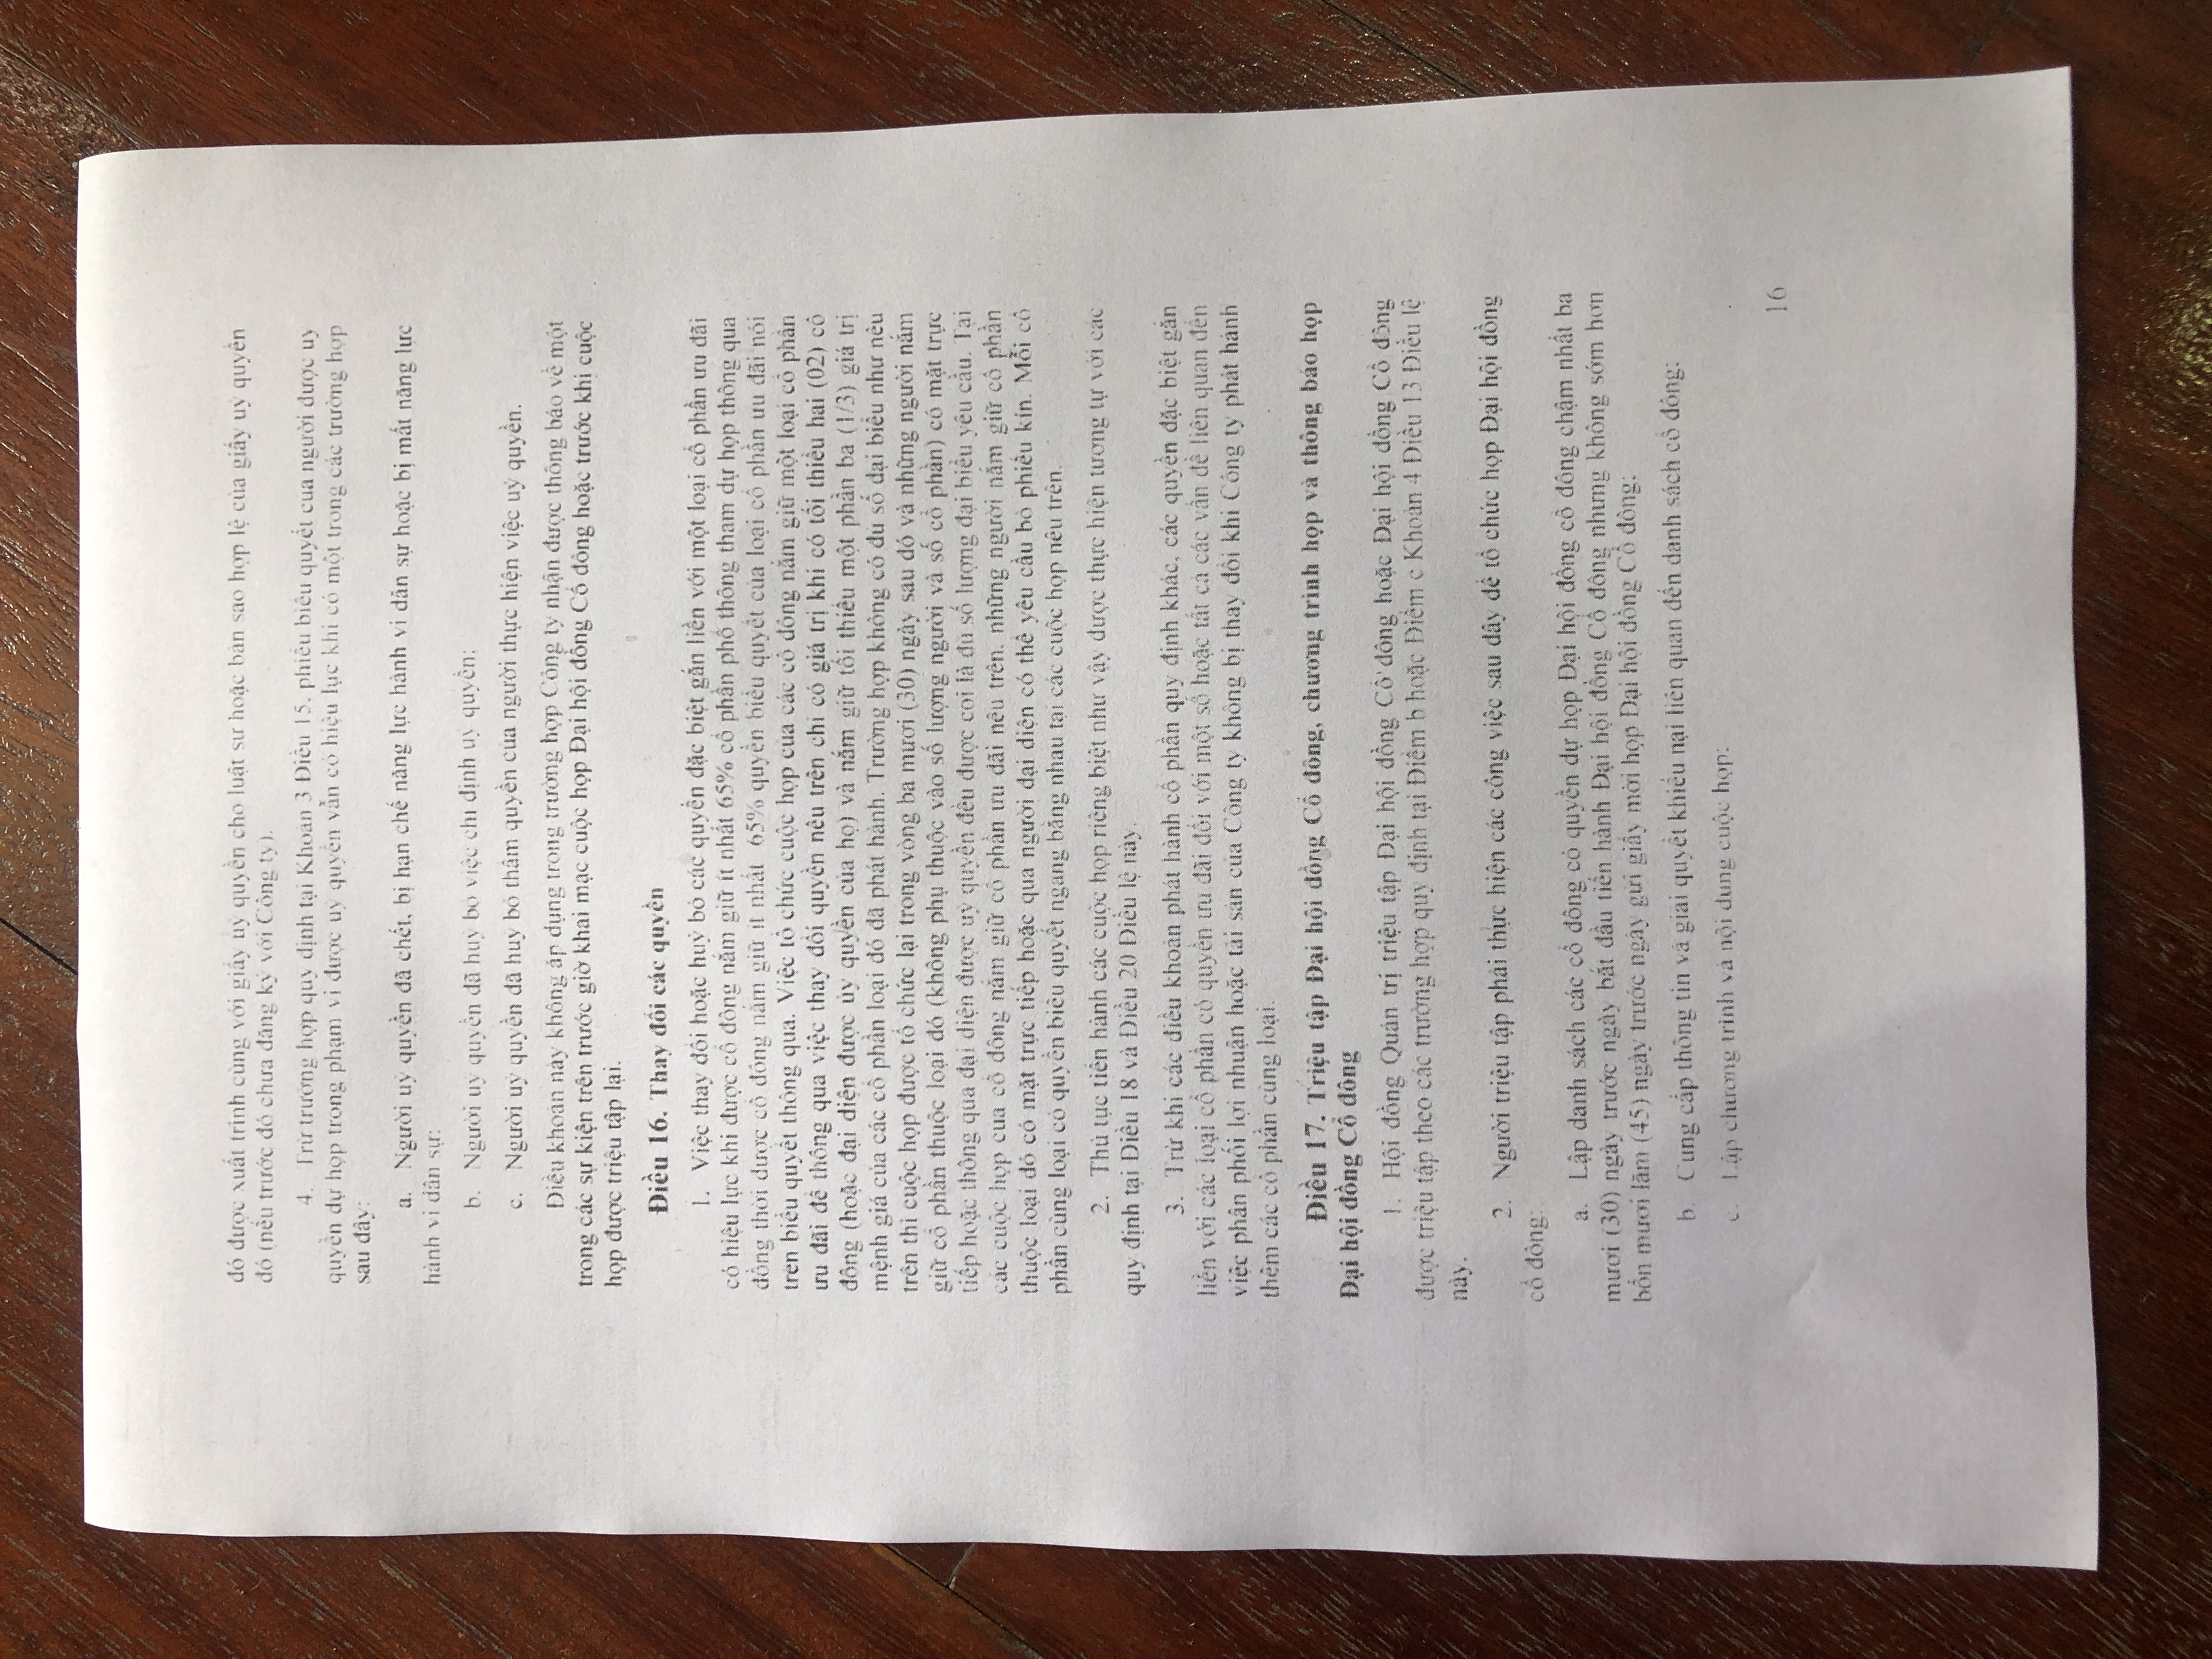 đó được xuất trình cùng với giấy uỷ quyền cho luật sư hoặc bản sao hợp lệ của giấy uỷ quyền
đó (nếu trước đó chưa đăng ký với Công ty).
4. Trừ trường hợp quy định tại Khoản 3 Điều 15, phiếu biểu quyết của người được uỷ
quyền dự họp trong phạm vi được uỷ quyền vẫn có hiệu lực khi có một trong các trường hợp
sau đây:
a. Người uỷ quyền đã chết, bị hạn chế năng lực hành vi dân sự hoặc bị mất năng lực
hành vi dân sự;
b. Người uỷ quyền đã huỷ bỏ việc chỉ định uỷ quyền;
c. Người uỷ quyền đã huỷ bỏ thẩm quyền của người thực hiện việc uỷ quyền.
Điều khoản này không áp dụng trong trường hợp Công ty nhận được thông báo về một
trong các sự kiện trên trước giờ khai mạc cuộc họp Đại hội đồng Cổ đông hoặc trước khi cuộc
họp được triệu tập lại.
Điều 16. Thay đổi các quyền
1. Việc thay đổi hoặc huỷ bỏ các quyền đặc biệt gắn liền với một loại cổ phần ưu đãi
có hiệu lực khi được cổ đông nắm giữ ít nhất 65% cổ phần phổ thông tham dự họp thông qua
đồng thời được cổ đông nắm giữ ít nhất 65% quyền biểu quyết của loại cổ phần ưu đãi nói
trên biểu quyết thông qua. Việc tổ chức cuộc họp của các cổ đông nắm giữ một loại cổ phần
ưu đãi để thông qua việc thay đổi quyền nêu trên chỉ có giá trị khi có tối thiểu hai (02) cổ
đông (hoặc đại diện được ủy quyền của họ) và nắm giữ tối thiểu một phần ba (1/3) giá trị
mệnh giá của các cổ phần loại đó đã phát hành. Trường hợp không có đủ số đại biểu như nêu
trên thì cuộc họp được tổ chức lại trong vòng ba mươi (30) ngày sau đó và những người nắm
giữ cổ phần thuộc loại đó (không phụ thuộc vào số lượng người và số cổ phần) có mặt trực
tiếp hoặc thông qua đại diện được uỷ quyền đều được coi là đủ số lượng đại biểu yêu cầu. Tại
các cuộc họp của cổ đông nắm giữ cổ phần ưu đãi nêu trên, những người nắm giữ cổ phần
thuộc loại đó có mặt trực tiếp hoặc qua người đại diện có thể yêu cầu bỏ phiếu kín. Mỗi cổ
phần cùng loại có quyền biểu quyết ngang bằng nhau tại các cuộc họp nêu trên.
2. Thủ tục tiến hành các cuộc họp riêng biệt như vậy được thực hiện tương tự với các
quy định tại Điều 18 và Điều 20 Điều lệ này.
3. Trừ khi các điều khoản phát hành cổ phần quy định khác, các quyền đặc biệt gắn
liền với các loại cổ phần có quyền ưu đãi đối với một số hoặc tất cả các vấn đề liên quan đến
việc phân phối lợi nhuận hoặc tài sản của Công ty không bị thay đổi khi Công ty phát hành
thêm các cổ phần cùng loại.
Điều 17. Triệu tập Đại hội đồng Cổ đông, chương trình họp và thông báo họp
Đại hội đồng Cổ đông
1. Hội đồng Quản trị triệu tập Đại hội đồng Cổ đông hoặc Đại hội đồng Cổ đông
được triệu tập theo các trường hợp quy định tại Điểm b hoặc Điểm c Khoản 4 Điều 13 Điều lệ
này.
2. Người triệu tập phải thực hiện các công việc sau đây để tổ chức họp Đại hội đồng
cổ đông:
a. Lập danh sách các cổ đông có quyền dự họp Đại hội đồng cổ đông chậm nhất ba
mươi (30) ngày trước ngày bắt đầu tiến hành Đại hội đồng Cổ đông nhưng không sớm hơn
bốn mươi lăm (45) ngày trước ngày gửi giấy mời họp Đại hội đồng Cổ đông;
b. Cung cấp thông tin và giải quyết khiếu nại liên quan đến danh sách cổ đông;
c. Lập chương trình và nội dung cuộc họp;
16